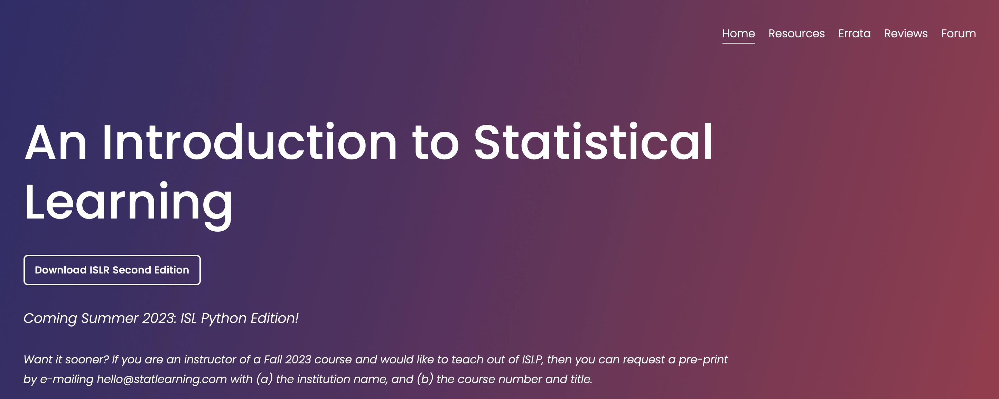 Home Resources Errata Reviews Forum
An Introduction to Statistical
Learning
Download ISLR Second Edition
Coming Summer 2023: ISL Python Edition!
Want it sooner? If you are an instructor of a Fall 2023 course and would like to teach out of ISLP, then you can request a pre-print
by e-mailing hello@statlearning.com with (a) the institution name, and (b) the course number and title.